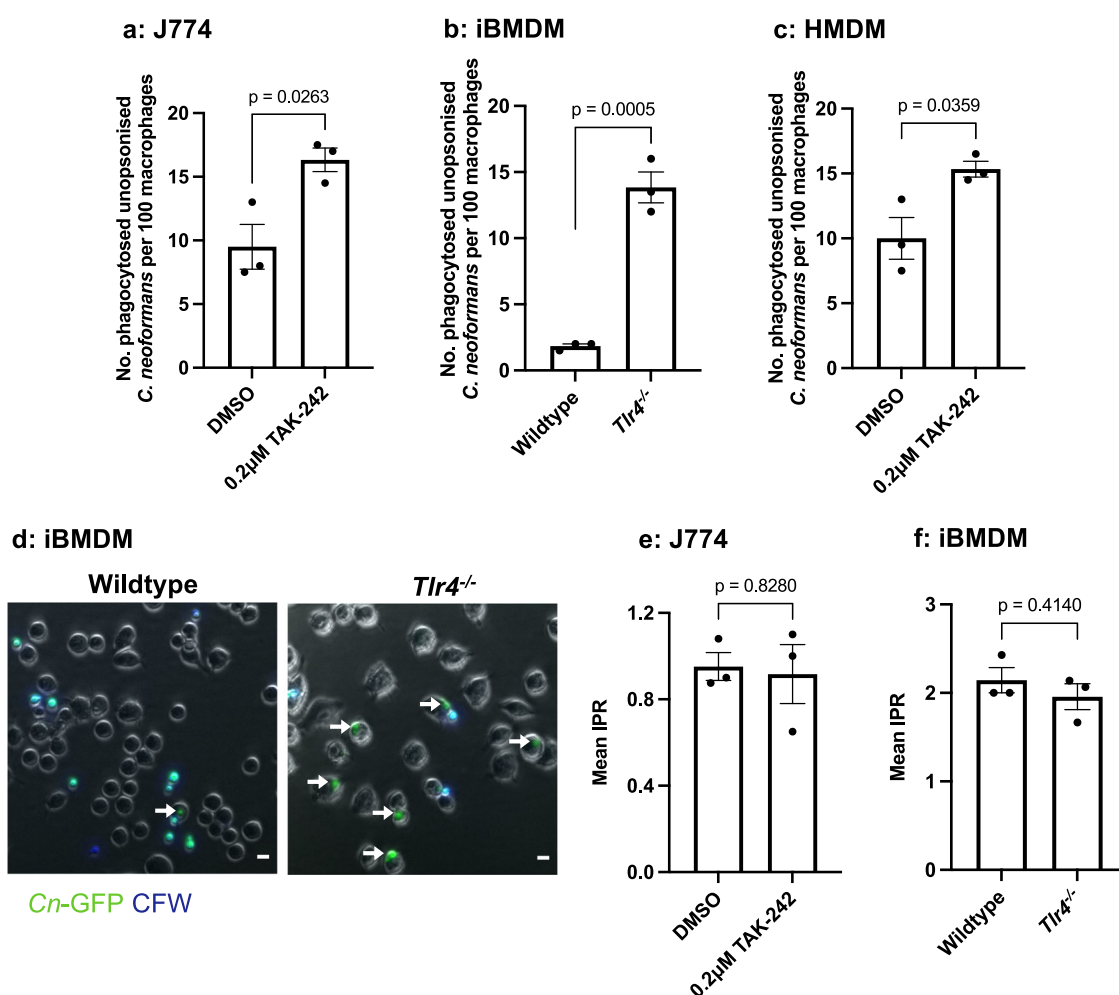 a: J774
No. phagocytosed unopsonised
C. neoformans per 100 macrophages
20
15
10
5
0
p = 0.0263
DMSO
0.2µM TAK-242
b: iBMDM
No. phagocytosed unopsonised
C. neoformans per 100 macrophages
20
15
10
5
0
p = 0.0005
Wildtype
Tlr4-/-
c: HMDM
No. phagocytosed unopsonised
C. neoformans per 100 macrophages
20
15
10
5
0
p = 0.0359
DMSO
0.2µM TAK-242
d: iBMDM
Wildtype
Tlr4-/-
Cn-GFP CFW
e: J774
Mean IPR
1.2
0.8
0.4
0.0
p = 0.8280
DMSO
0.2µM TAK-242
f: iBMDM
Mean IPR
3
2
1
0
p = 0.4140
Wildtype
Tlr4-/-